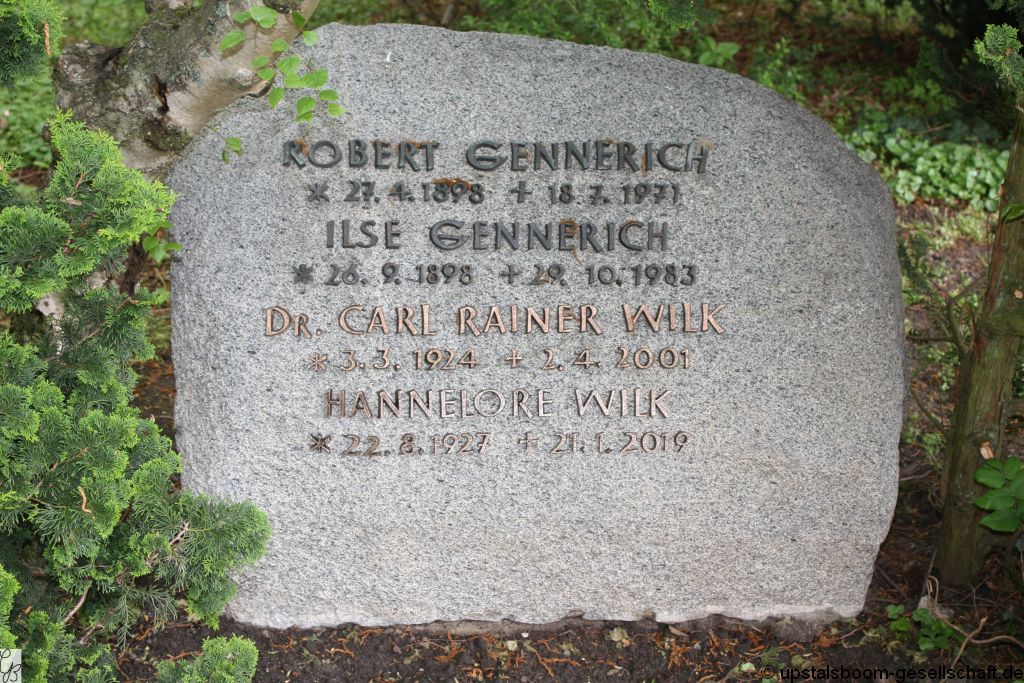 ROBERT GENNERICH
* 27. 4. 1898 + 18. 7. 1971
ILSE GENNERICH
* 26. 9. 1898 + 29. 10. 1983
DR. CARL RAINER WILK
* 3. 3. 1924 + 2. 4. 2001
HANNELORE WILK
* 22. 8. 1927 + 21. 1. 2019
© upstalsboom-gesellschaft.de